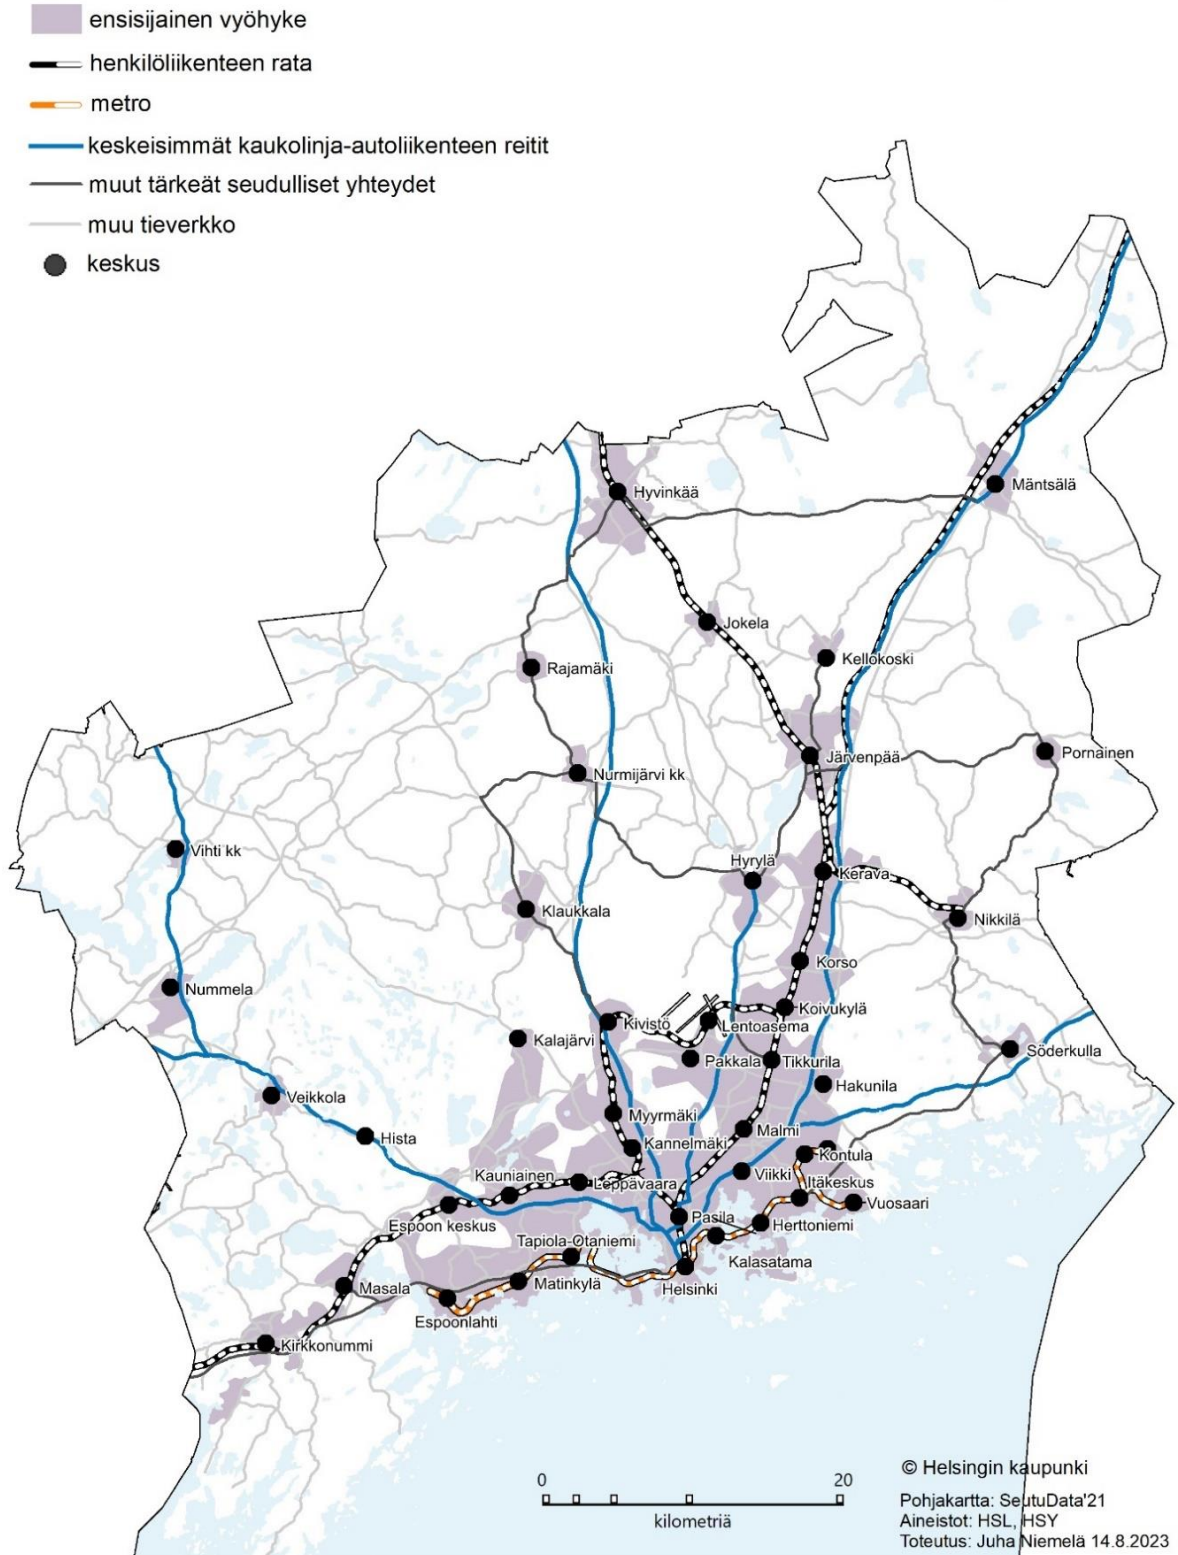 ensisijainen vyöhyke
henkilöliikenteen rata
metro
keskeisimmät kaukolinja-autoliikenteen reitit
muut tärkeät seudulliset yhteydet
muu tieverkko
keskus
Hyvinkää
Mäntsälä
Jokela
Kellokoski
Rajamäki
Järvenpää
Pornainen
Nurmijärvi kk
Vihti kk
Hyrylä
Kerava
Klaukkala
Nikkilä
Korso
Nummela
Koivukylä
Kivistö
Lentoasema
Kalajärvi
Pakkala
Tikkurila
Söderkulla
Hakunila
Veikkola
Myyrmäki
Hista
Malmi
Kannelmäki
Kontula
Kauniainen
Leppävaara
Viikki
Itäkeskus
Vuosaari
Espoon keskus
Pasila
Herttoniemi
Tapiola-Otaniemi
Kalasatama
Masala
Matinkylä
Helsinki
Espoonlahti
Kirkkonummi
0 20
kilometriä
© Helsingin kaupunki
Pohjakartta: SeutuData'21
Aineistot: HSL, HSY
Toteutus: Juha Niemelä 14.8.2023